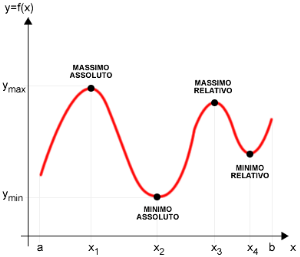 y=f(x)
MASSIMO
ASSOLUTO
MASSIMO
RELATIVO
ymax
MINIMO
RELATIVO
ymin
MINIMO
ASSOLUTO
a x1 x2 x3 x4 b x